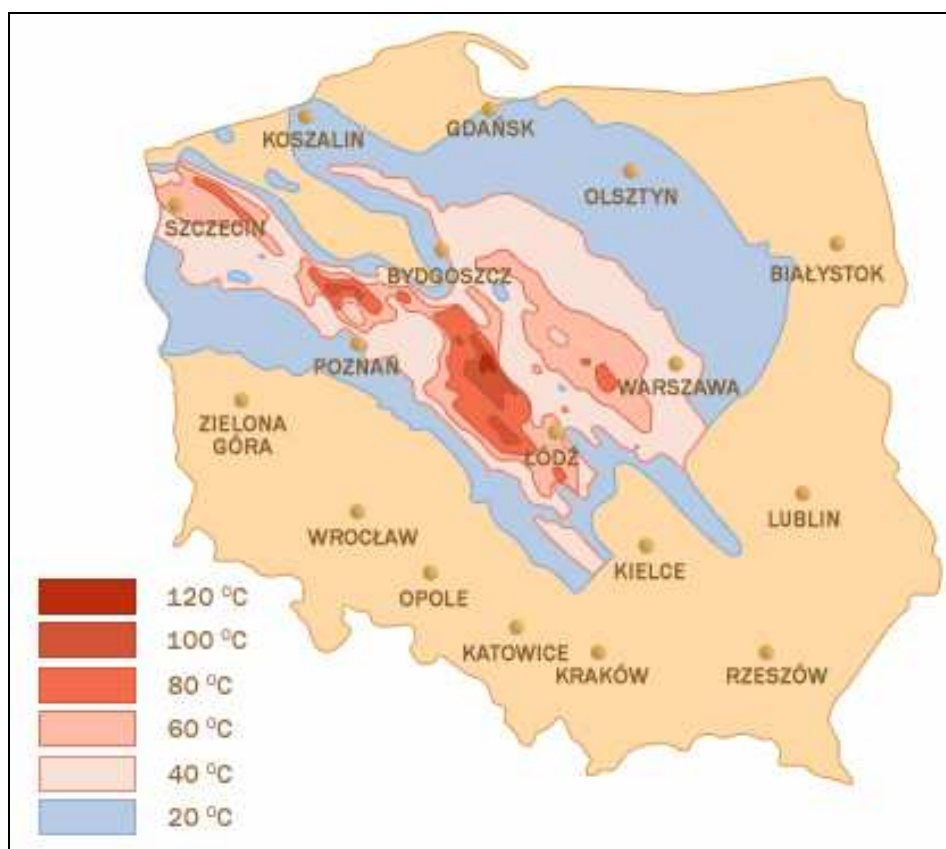 KOSZALIN
GDAŃSK
OLSZTYN
SZCZECIN
BYDGOSZCZ
BIAŁYSTOK
POZNAŃ
WARSZAWA
ZIELONA
GÓRA
ŁÓDŹ
LUBLIN
WROCŁAW
KIELCE
OPOLE
KATOWICE
KRAKÓW
RZESZÓW
120 °C
100 °C
80 °C
60 °C
40 °C
20 °C